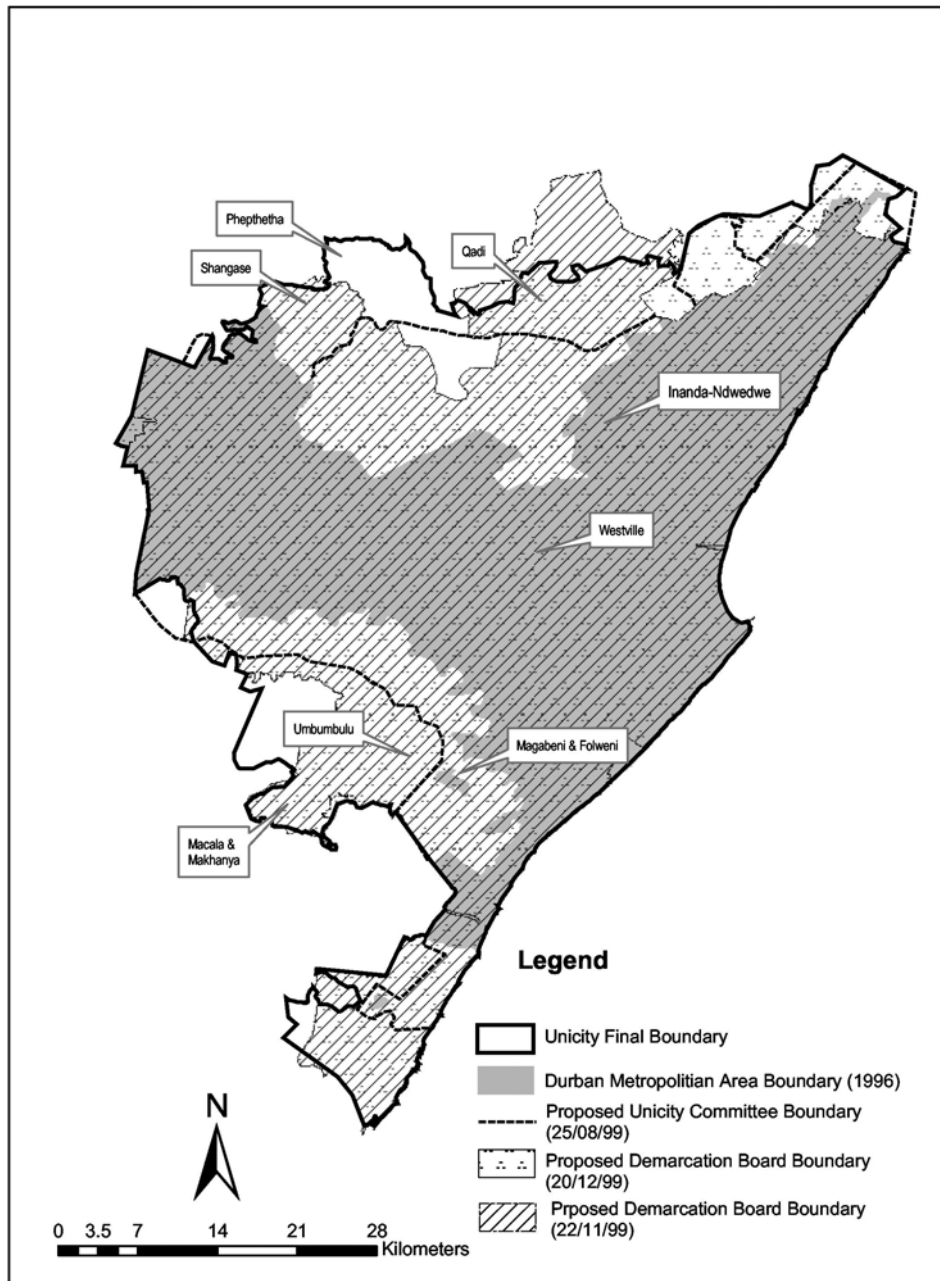 Phepthetha
Shangase
Qadi
Inanda-Ndwedwe
Westville
Umbumbulu
Magabeni & Folweni
Macala &
Makhanya
Legend
Unicity Final Boundary
Durban Metropolitian Area Boundary (1996)
Proposed Unicity Committee Boundary
(25/08/99)
Proposed Demarcation Board Boundary
(20/12/99)
Prposed Demarcation Board Boundary
(22/11/99)
N
0 3.5 7 14 21 28
Kilometers